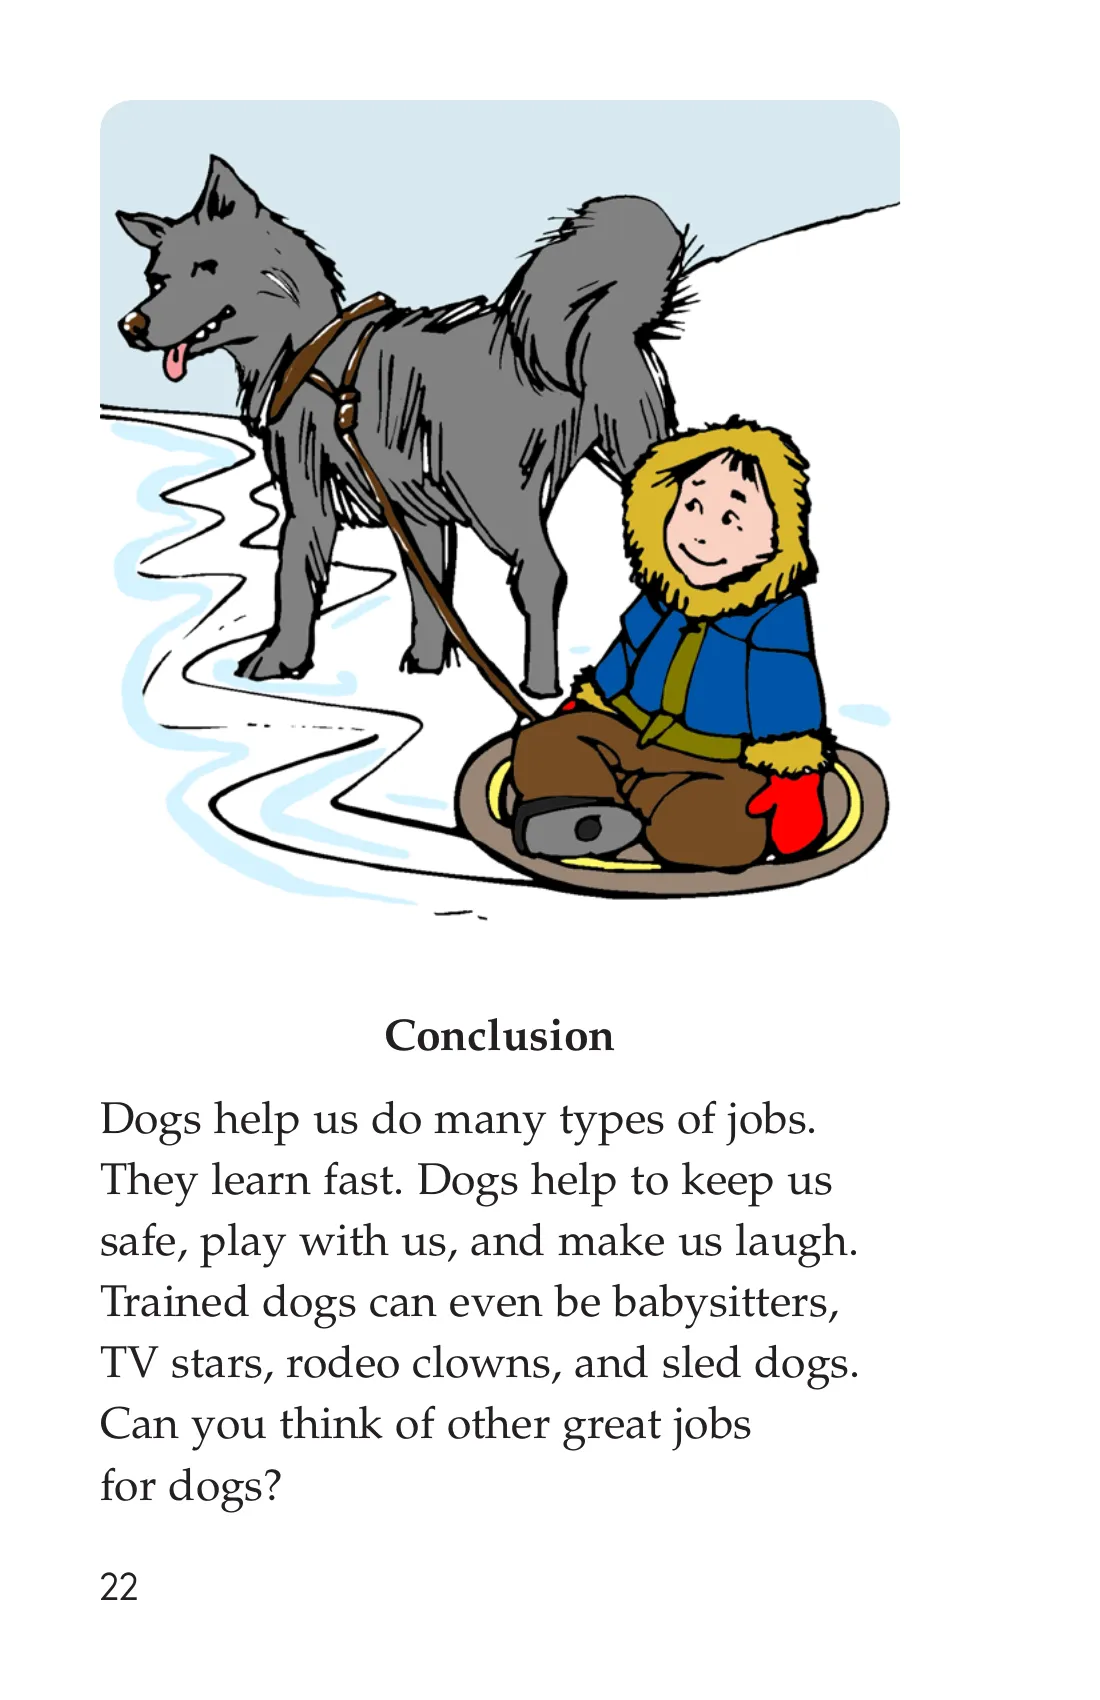 Conclusion
Dogs help us do many types of jobs.
They learn fast. Dogs help to keep us
safe, play with us, and make us laugh.
Trained dogs can even be babysitters,
TV stars, rodeo clowns, and sled dogs.
Can you think of other great jobs
for dogs?
22